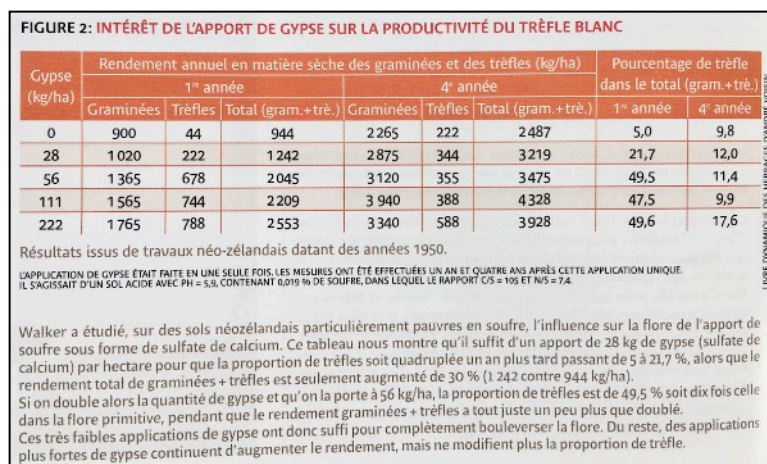 FIGURE 2: INTÉRÊT DE L'APPORT DE GYPSE SUR LA PRODUCTIVITÉ DU TRÈFLE BLANC
Gypse (kg/ha) Rendement annuel en matière sèche des graminées et des trèfles (kg/ha) Pourcentage de trèfle dans le total (gram.+trè.)
1re année 4e année
Graminées Trèfles Total (gram.+trè.) Graminées Trèfles Total (gram.+trè.) 1re année 4e année
0 900 44 944 2265 222 2487 5,0 9,8
28 1020 222 1242 2875 344 3219 21,7 12,0
56 1365 678 2045 3120 355 3475 49,5 11,4
111 1565 744 2209 3940 388 4328 47,5 9,9
222 1765 788 2553 3340 588 3928 49,6 17,6
Résultats issus de travaux néo-zélandais datant des années 1950.
L'APPLICATION DE GYPSE ÉTAIT FAITE EN UNE SEULE FOIS. LES MESURES ONT ÉTÉ EFFECTUÉES UN AN ET QUATRE ANS APRÈS CETTE APPLICATION UNIQUE.
IL S'AGISSAIT D'UN SOL ACIDE AVEC PH = 5,9, CONTENANT 0,019 % DE SOUFRE, DANS LEQUEL LE RAPPORT C/S = 105 ET N/S = 7,4.
LIVRE DYNAMIQUE DES HERBAGES, D'ANDRÉ VOISIN
Walker a étudié, sur des sols néozélandais particulièrement pauvres en soufre, l'influence sur la flore de l'apport de
soufre sous forme de sulfate de calcium. Ce tableau nous montre qu'il suffit d'un apport de 28 kg de gypse (sulfate de
calcium) par hectare pour que la proportion de trèfles soit quadruplée un an plus tard passant de 5 à 21,7 %, alors que le
rendement total de graminées + trèfles est seulement augmenté de 30 % (1 242 contre 944 kg/ha).
Si on double alors la quantité de gypse et qu'on la porte à 56 kg/ha, la proportion de trèfles est de 49,5 % soit dix fois celle
dans la flore primitive, pendant que le rendement graminées + trèfles a tout juste un peu plus que doublé.
Ces très faibles applications de gypse ont donc suffi pour complètement bouleverser la flore. Du reste, des applications
plus fortes de gypse continuent d'augmenter le rendement, mais ne modifient plus la proportion de trèfle.